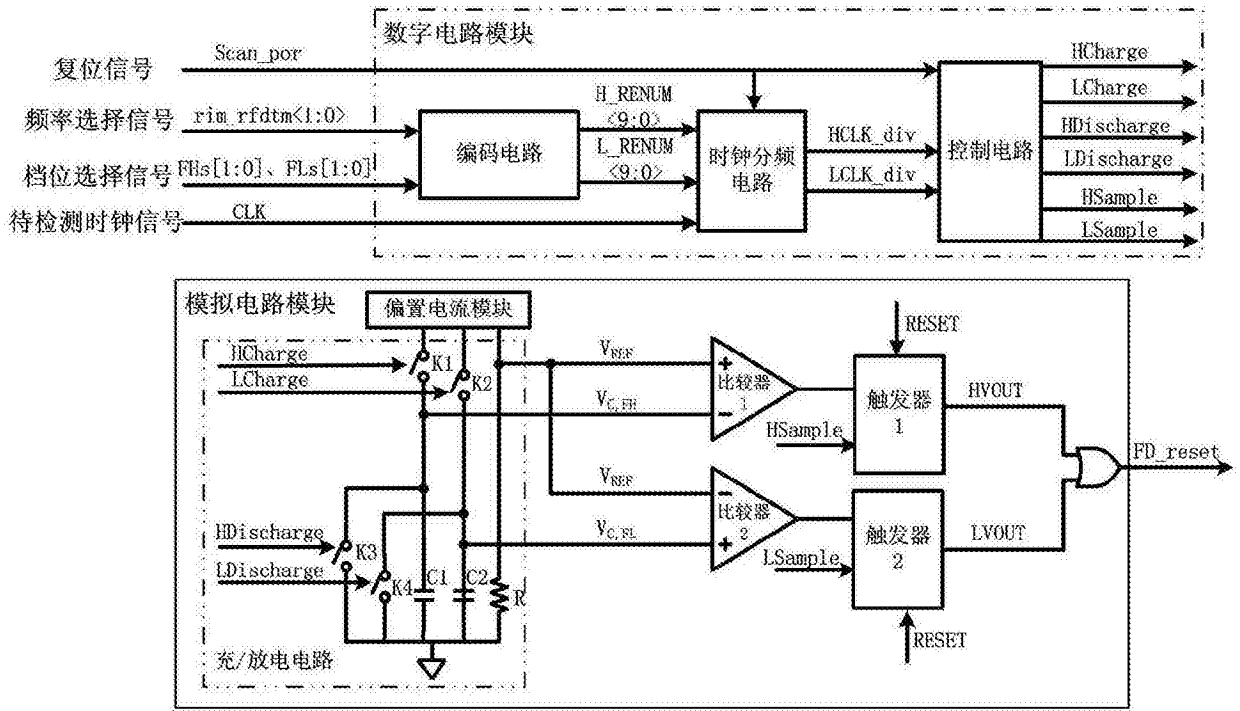 数字电路模块
复位信号
Scan_por
频率选择信号
rim_rfdtm<1:0>
档位选择信号
FHs[1:0]、FLs[1:0]
待检测时钟信号
CLK
编码电路
H_RENUM
<9:0>
L_RENUM
<9:0>
时钟分频
电路
HCLK_div
LCLK_div
控制电路
HCharge
LCharge
HDischarge
LDischarge
HSample
LSample
模拟电路模块
偏置电流模块
HCharge
LCharge
K1
K2
HDischarge
LDischarge
K3
K4
C1
C2
R
充/放电电路
VREF
VC,FH
VREF
VC,FL
比较器
1
比较器
2
HSample
LSample
RESET
触发器
1
触发器
2
RESET
HVOUT
LVOUT
FD_reset